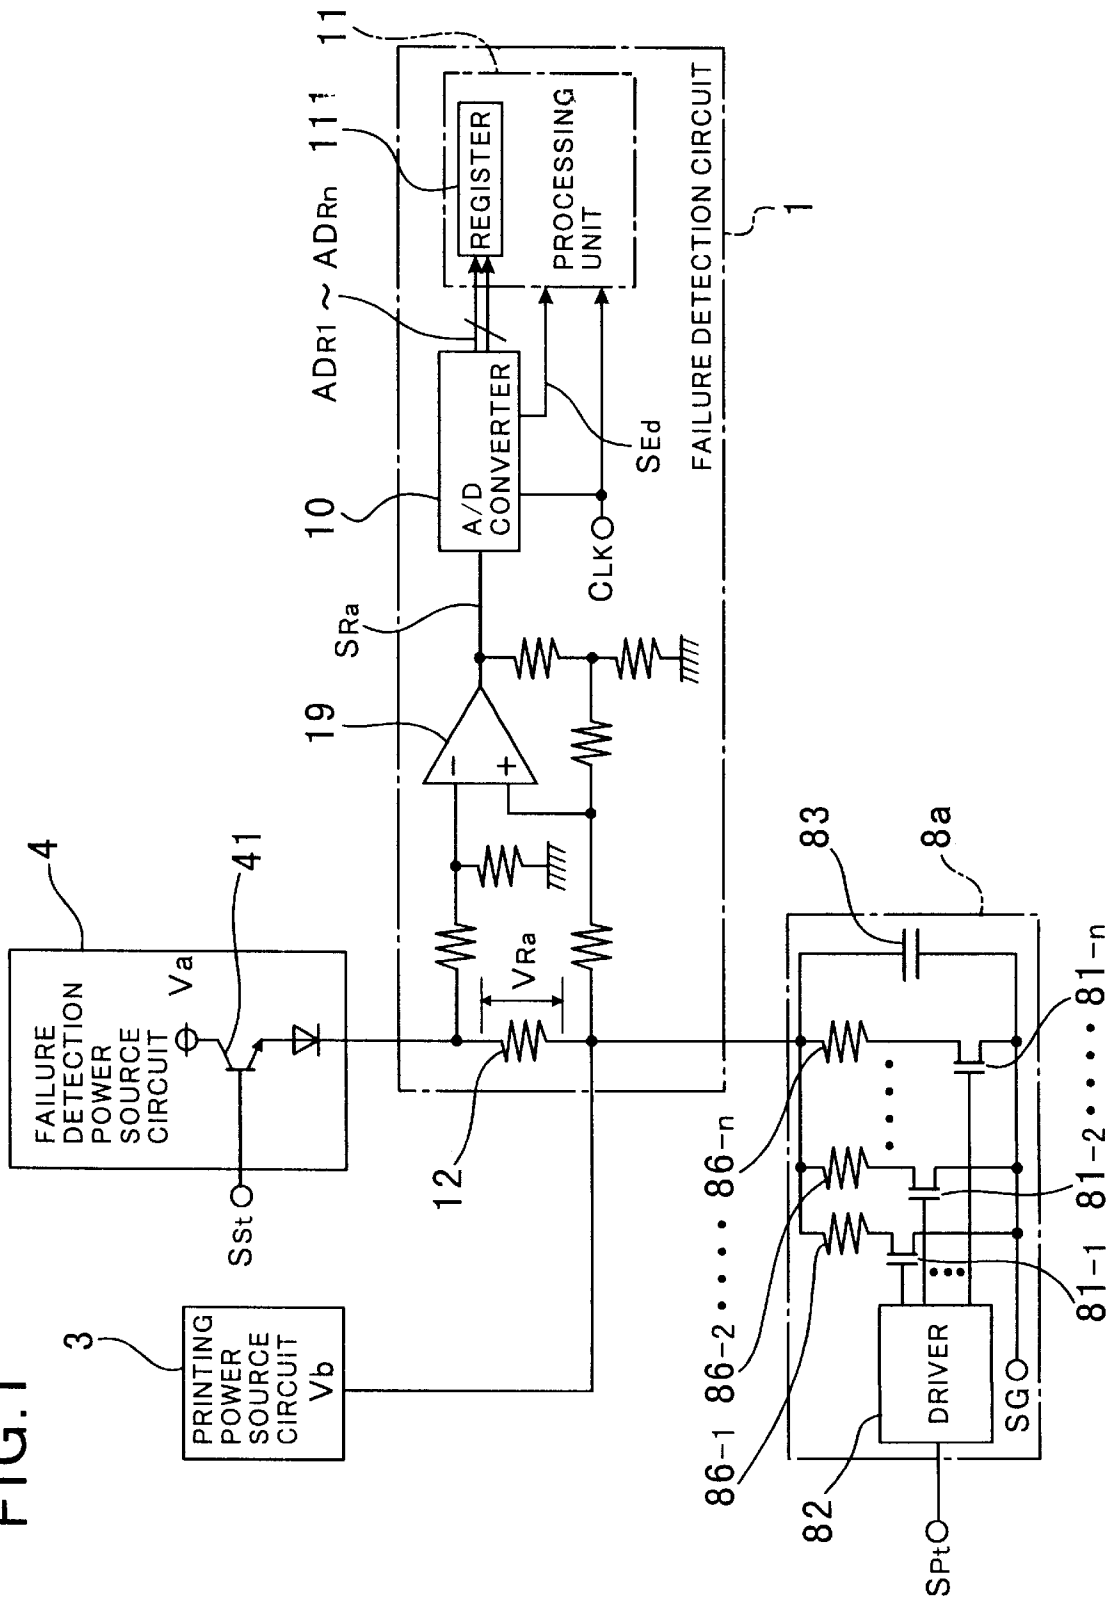 FIG.1
3
PRINTING
POWER
SOURCE
CIRCUIT
Vb
4
FAILURE
DETECTION
POWER
SOURCE
CIRCUIT
Va
41
SSt
12
VRa
19
SRa
10
A/D
CONVERTER
ADR1 ~ ADRn
111
REGISTER
11
PROCESSING
UNIT
SEd
CLK
FAILURE DETECTION CIRCUIT
1
86-1 86-2 ····· 86-n
83
8a
82
DRIVER
SPt
SG
81-1 81-2 ····· 81-n